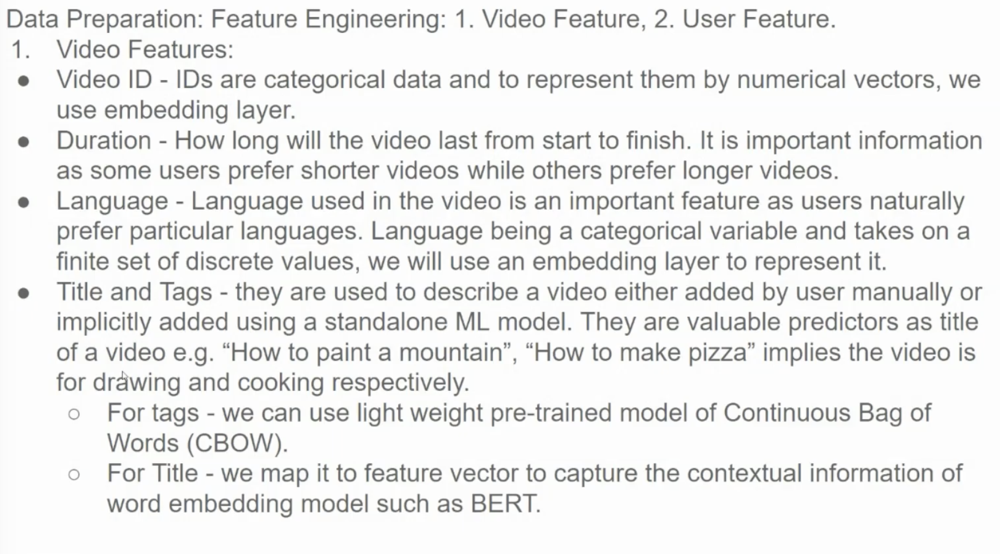 Data Preparation: Feature Engineering: 1. Video Feature, 2. User Feature.
1. Video Features:
● Video ID - IDs are categorical data and to represent them by numerical vectors, we
use embedding layer.
● Duration - How long will the video last from start to finish. It is important information
as some users prefer shorter videos while others prefer longer videos.
● Language - Language used in the video is an important feature as users naturally
prefer particular languages. Language being a categorical variable and takes on a
finite set of discrete values, we will use an embedding layer to represent it.
● Title and Tags - they are used to describe a video either added by user manually or
implicitly added using a standalone ML model. They are valuable predictors as title
of a video e.g. “How to paint a mountain”, “How to make pizza” implies the video is
for drawing and cooking respectively.
○ For tags - we can use light weight pre-trained model of Continuous Bag of
Words (CBOW).
○ For Title - we map it to feature vector to capture the contextual information of
word embedding model such as BERT.